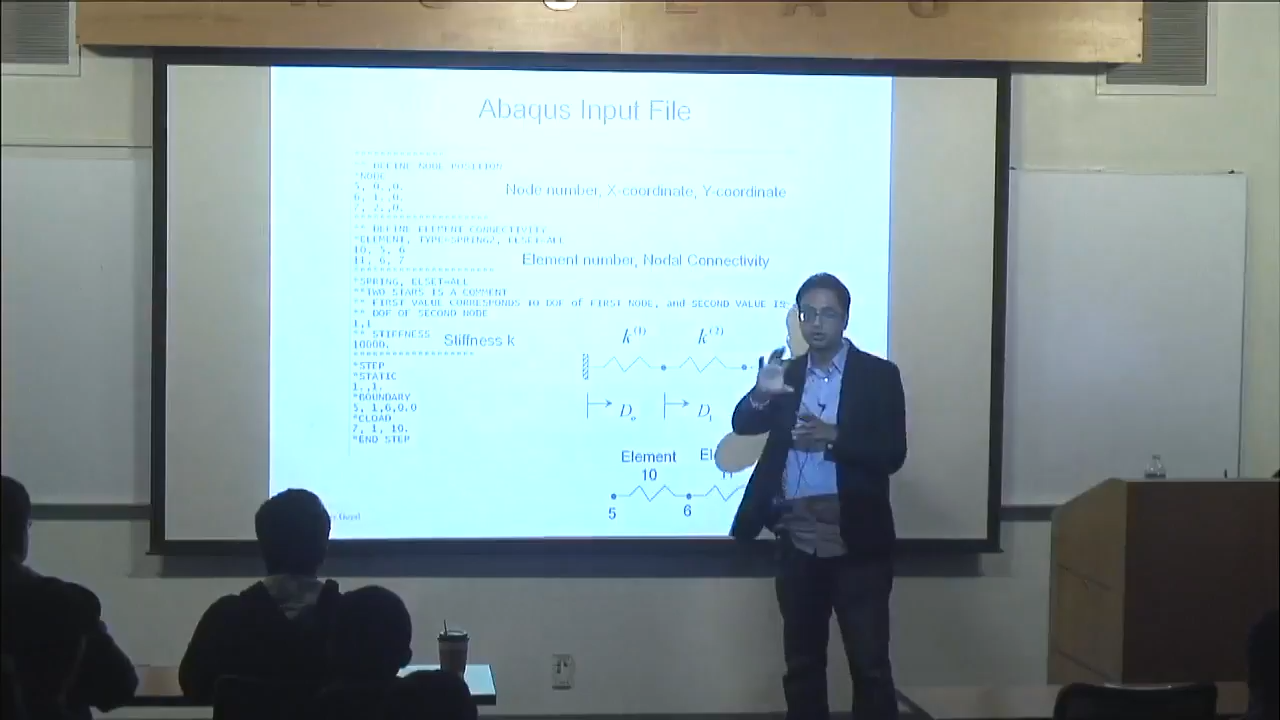 Abaqus Input File
***************
** DEFINE NODE POSITION
*NODE
5, 0.,0.
6, 1.,0.
7, 2.,0.
Node number, X-coordinate, Y-coordinate
** DEFINE ELEMENT CONNECTIVITY
*ELEMENT, TYPE=SPRING2, ELSET=ALL
10, 5, 6
11, 6, 7
Element number, Nodal Connectivity
*SPRING, ELSET=ALL
**TWO STARS IS A COMMENT
** FIRST VALUE CORRESPONDS TO DOF of FIRST NODE, and SECOND VALUE IS
** DOF OF SECOND NODE
1,1
** STIFFNESS
10000.
Stiffness k
*STEP
*STATIC
1.,1.
*BOUNDARY
5, 1,6,0.0
*CLOAD
7, 1, 10.
*END STEP
k(1) k(2)
Element
10
5 6